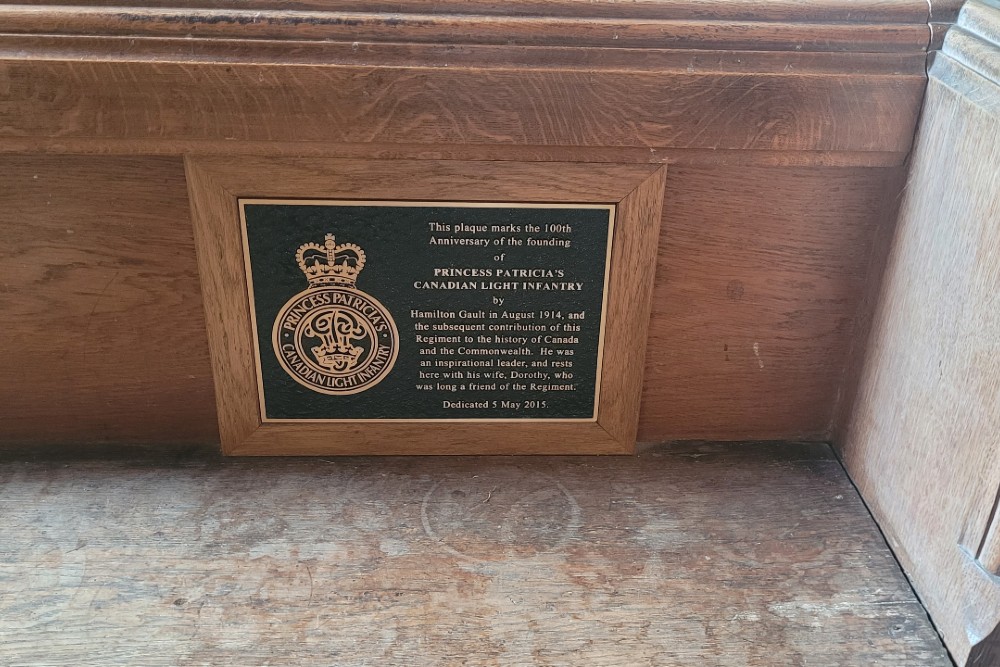 PRINCESS PATRICIA'S
CANADIAN LIGHT INFANTRY
This plaque marks the 100th
Anniversary of the founding
of
PRINCESS PATRICIA'S
CANADIAN LIGHT INFANTRY
by
Hamilton Gault in August 1914, and
the subsequent contribution of this
Regiment to the history of Canada
and the Commonwealth. He was
an inspirational leader, and rests
here with his wife, Dorothy, who
was long a friend of the Regiment.
Dedicated 5 May 2015.